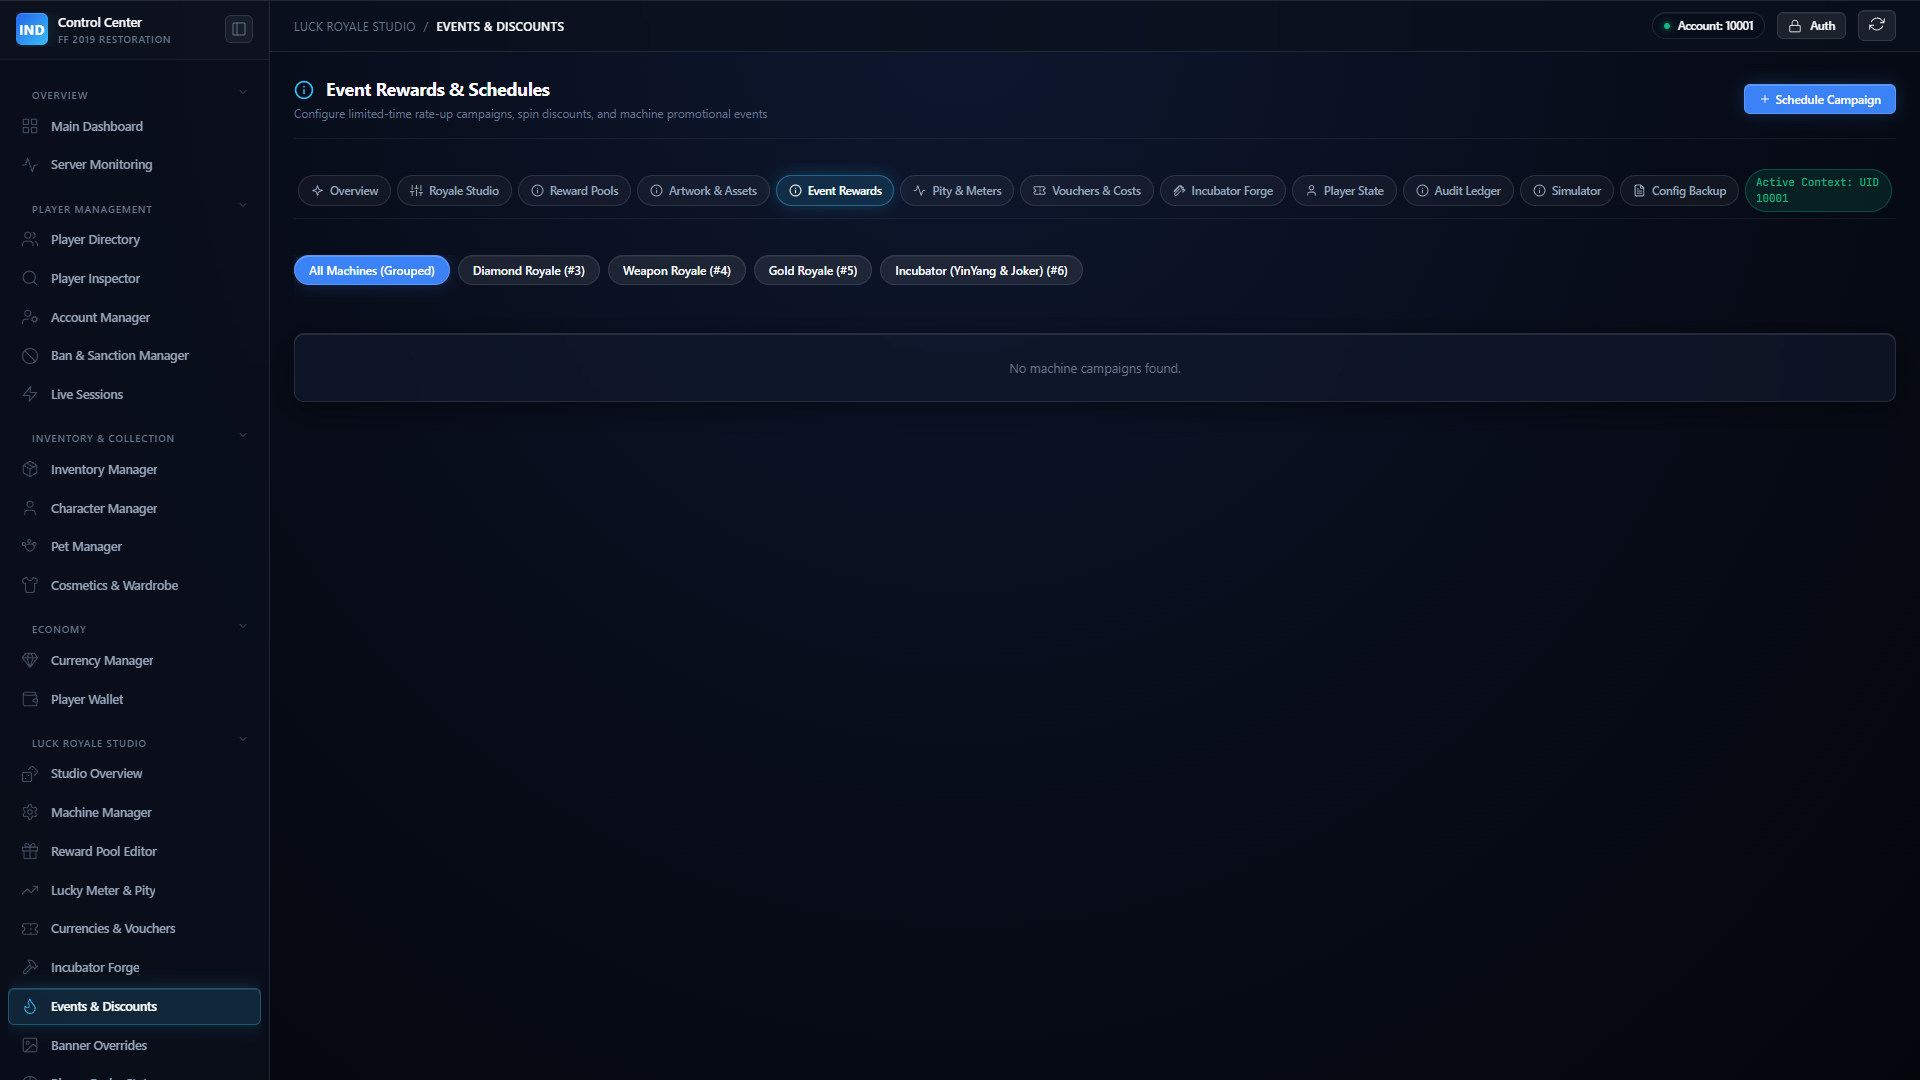 IND
Control Center
FF 2019 RESTORATION
LUCK ROYALE STUDIO / EVENTS & DISCOUNTS
Account: 10001
Auth
OVERVIEW
Main Dashboard
Server Monitoring
PLAYER MANAGEMENT
Player Directory
Player Inspector
Account Manager
Ban & Sanction Manager
Live Sessions
INVENTORY & COLLECTION
Inventory Manager
Character Manager
Pet Manager
Cosmetics & Wardrobe
ECONOMY
Currency Manager
Player Wallet
LUCK ROYALE STUDIO
Studio Overview
Machine Manager
Reward Pool Editor
Lucky Meter & Pity
Currencies & Vouchers
Incubator Forge
Events & Discounts
Banner Overrides
Event Rewards & Schedules
Configure limited-time rate-up campaigns, spin discounts, and machine promotional events
+ Schedule Campaign
Overview
Royale Studio
Reward Pools
Artwork & Assets
Event Rewards
Pity & Meters
Vouchers & Costs
Incubator Forge
Player State
Audit Ledger
Simulator
Config Backup
Active Context: UID
10001
All Machines (Grouped)
Diamond Royale (#3)
Weapon Royale (#4)
Gold Royale (#5)
Incubator (YinYang & Joker) (#6)
No machine campaigns found.